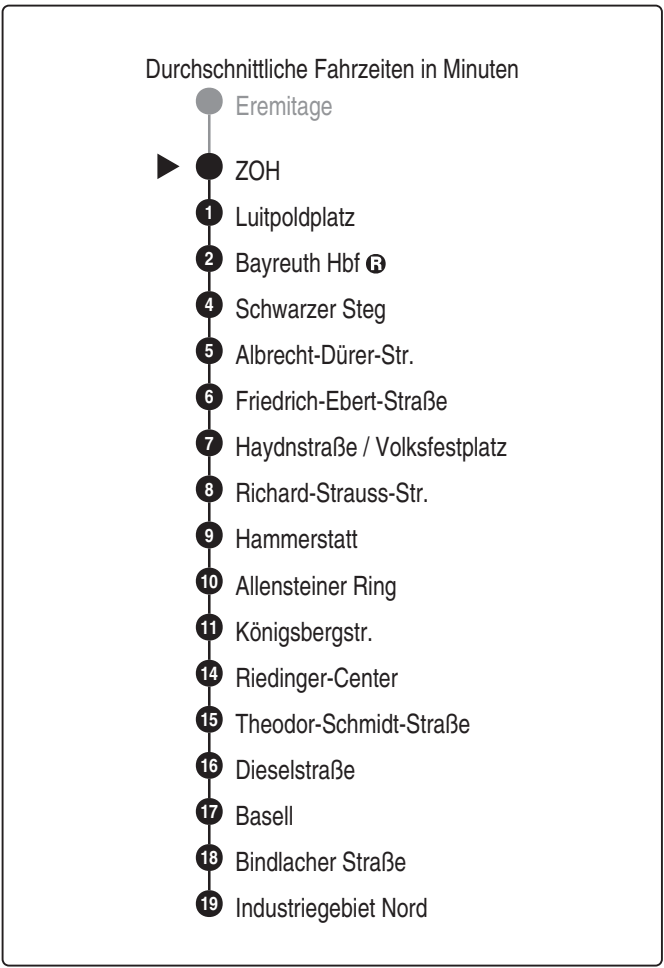 Durchschnittliche Fahrzeiten in Minuten
Eremitage
ZOH
1 Luitpoldplatz
2 Bayreuth Hbf R
4 Schwarzer Steg
5 Albrecht-Dürer-Str.
6 Friedrich-Ebert-Straße
7 Haydnstraße / Volksfestplatz
8 Richard-Strauss-Str.
9 Hammerstatt
10 Allensteiner Ring
11 Königsbergstr.
14 Riedinger-Center
15 Theodor-Schmidt-Straße
16 Dieselstraße
17 Basell
18 Bindlacher Straße
19 Industriegebiet Nord